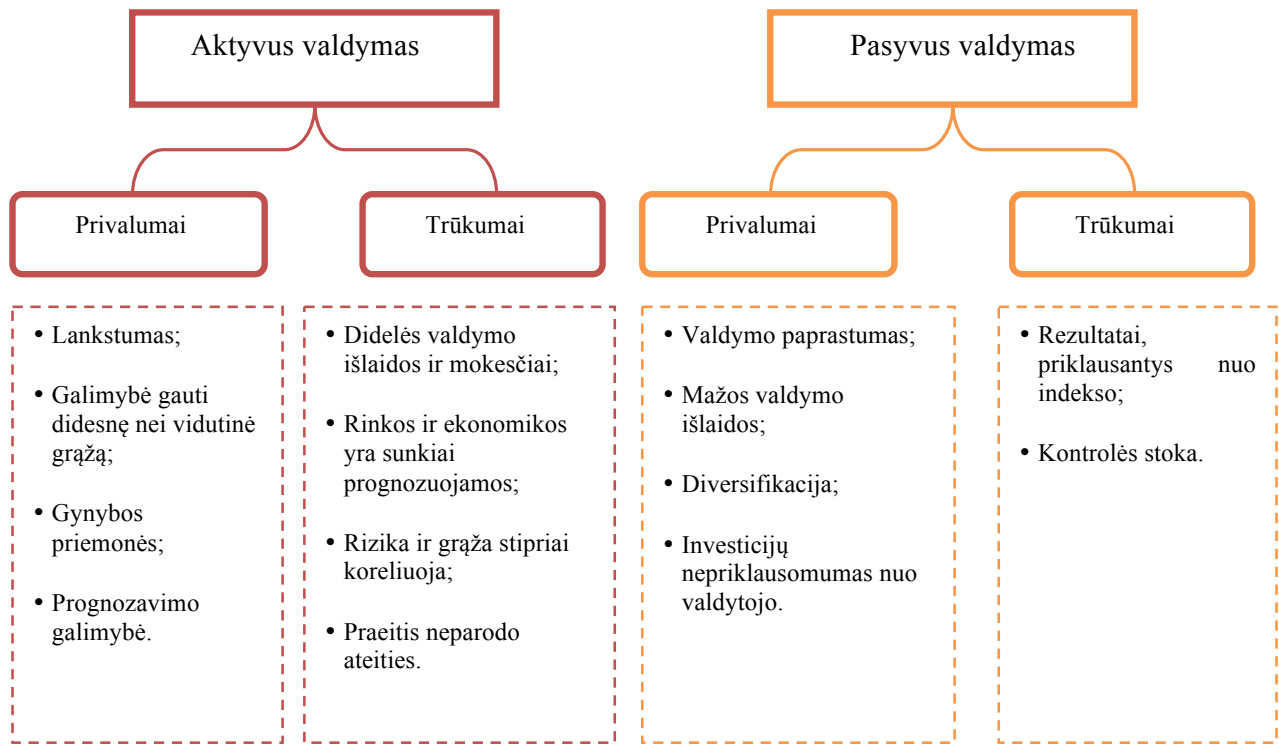 Aktyvus valdymas
Pasyvus valdymas
Privalumai
Trūkumai
Privalumai
Trūkumai
• Lankstumas;
• Galimybė gauti
didesnę nei vidutinė
grąžą;
• Gynybos
priemonės;
• Prognozavimo
galimybė.
• Didelės valdymo
išlaidos ir mokesčiai;
• Rinkos ir ekonomikos
yra sunkiai
prognozuojamos;
• Rizika ir grąža stipriai
koreliuoja;
• Praeitis neparodo
ateities.
• Valdymo paprastumas;
• Mažos valdymo
išlaidos;
• Diversifikacija;
• Investicijų
nepriklausomumas nuo
valdytojo.
• Rezultatai,
priklausantys nuo
indekso;
• Kontrolės stoka.